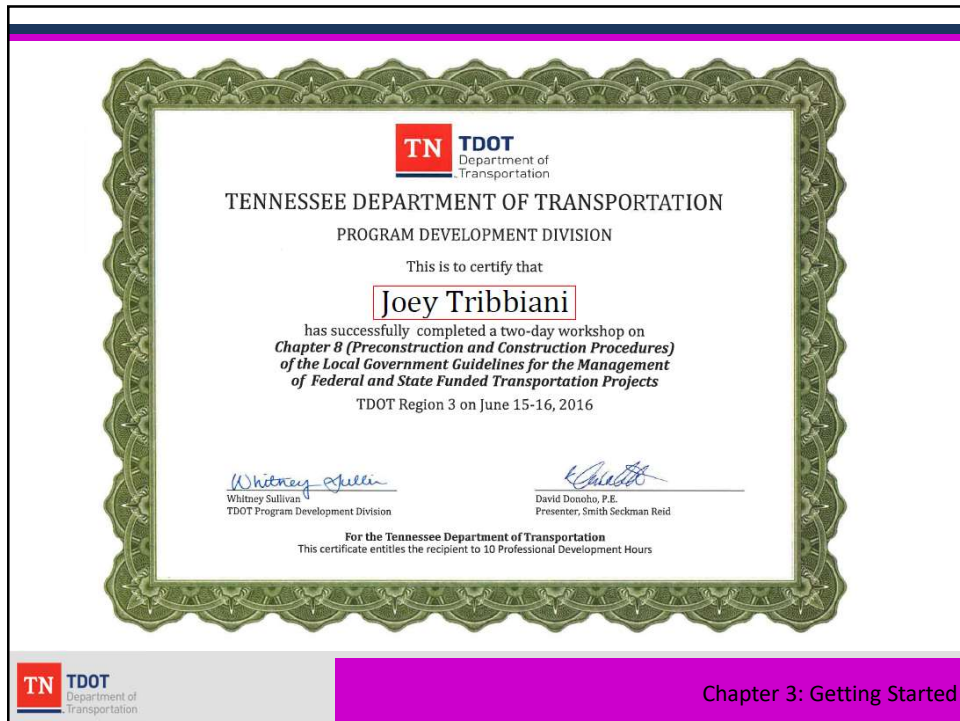 TN TDOT
Department of
Transportation
TENNESSEE DEPARTMENT OF TRANSPORTATION
PROGRAM DEVELOPMENT DIVISION
This is to certify that
Joey Tribbiani
has successfully completed a two-day workshop on
Chapter 8 (Preconstruction and Construction Procedures)
of the Local Government Guidelines for the Management
of Federal and State Funded Transportation Projects
TDOT Region 3 on June 15-16, 2016
Whitney Sullivan
Whitney Sullivan
TDOT Program Development Division
David Donoho, P.E.
Presenter, Smith Seckman Reid
For the Tennessee Department of Transportation
This certificate entitles the recipient to 10 Professional Development Hours
TN TDOT
Department of
Transportation
Chapter 3: Getting Started